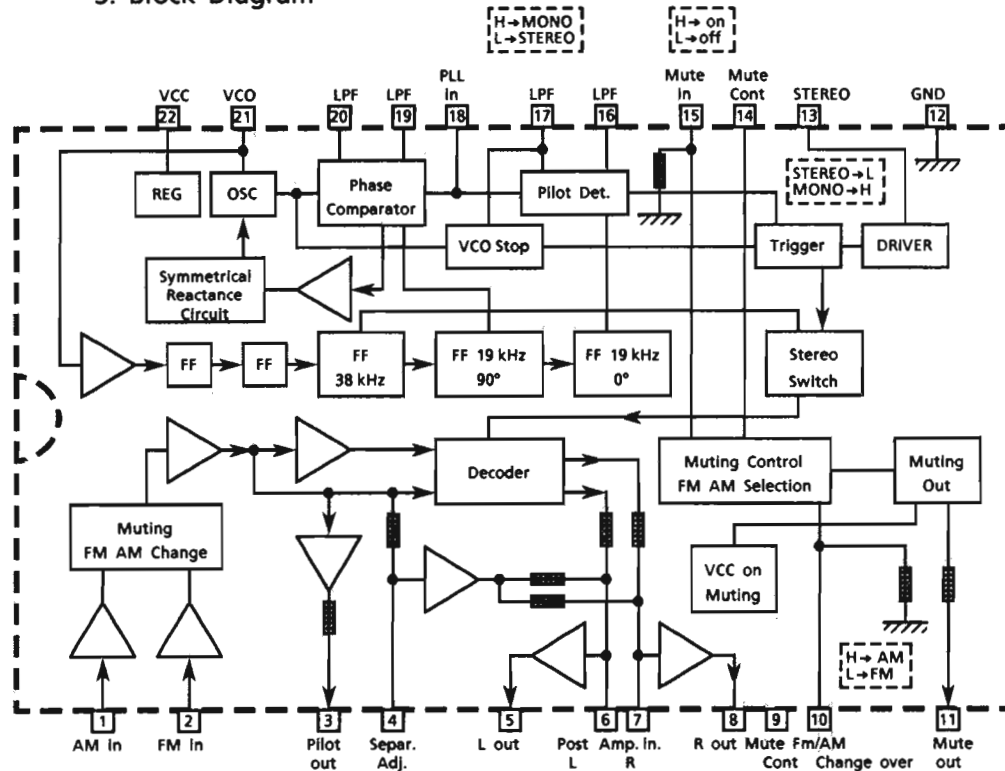 3. Block Diagram
H→MONO
L→STEREO
H→on
L→off
VCC
VCO
LPF
LPF
PLL
in
LPF
LPF
Mute
in
Mute
Cont
STEREO
GND
22
21
20
19
18
17
16
15
14
13
12
REG
OSC
Phase
Comparator
Pilot Det.
STEREO→L
MONO→H
VCO Stop
Trigger
DRIVER
Symmetrical
Reactance
Circuit
FF
FF
FF
38 kHz
FF 19 kHz
90°
FF 19 kHz
0°
Stereo
Switch
Decoder
Muting Control
FM AM Selection
Muting
Out
Muting
FM AM Change
VCC on
Muting
H→AM
L→FM
1
2
3
4
5
6
7
8
9
10
11
AM in
FM in
Pilot
out
Separ.
Adj.
L out
Post Amp. in.
L R
R out
Mute
Cont
Fm/AM
Change over
Mute
out